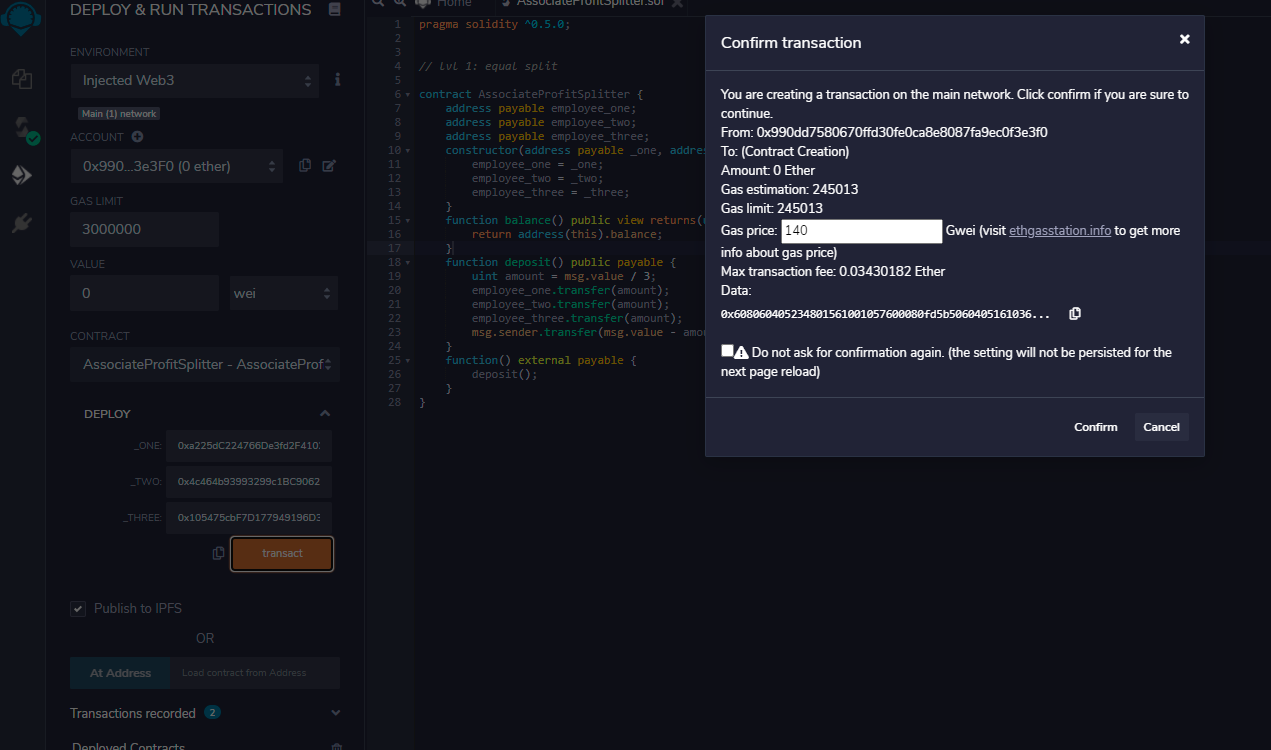 DEPLOY & RUN TRANSACTIONS
ENVIRONMENT
Injected Web3
Main (1) network
ACCOUNT
0x990...3e3F0 (0 ether)
GAS LIMIT
3000000
VALUE
0
wei
CONTRACT
AssociateProfitSplitter - AssociateProf
DEPLOY
_ONE:
0xa225dC224766De3fd2F410
_TWO:
0x4c464b93993299c1BC9062
_THREE:
0x105475cbF7D177949196D3
transact
Publish to IPFS
OR
At Address
Load contract from Address
Transactions recorded 2
Deployed Contracts
Home
AssociateProfitSplitter.sol
1 pragma solidity ^0.5.0;
2
3
4 // lvl 1: equal split
5
6 contract AssociateProfitSplitter {
7 address payable employee_one;
8 address payable employee_two;
9 address payable employee_three;
10 constructor(address payable _one, addre
11 employee_one = _one;
12 employee_two = _two;
13 employee_three = _three;
14 }
15 function balance() public view returns(
16 return address(this).balance;
17 }
18 function deposit() public payable {
19 uint amount = msg.value / 3;
20 employee_one.transfer(amount);
21 employee_two.transfer(amount);
22 employee_three.transfer(amount);
23 msg.sender.transfer(msg.value - amo
24 }
25 function() external payable {
26 deposit();
27 }
28 }
Confirm transaction
You are creating a transaction on the main network. Click confirm if you are sure to
continue.
From: 0x990dd7580670ffd30fe0ca8e8087fa9ec0f3e3f0
To: (Contract Creation)
Amount: 0 Ether
Gas estimation: 245013
Gas limit: 245013
Gas price: 140 Gwei (visit ethgasstation.info to get more
info about gas price)
Max transaction fee: 0.03430182 Ether
Data:
0x608060405234801561001057600080fd5b5060405161036...
Do not ask for confirmation again. (the setting will not be persisted for the
next page reload)
Confirm
Cancel